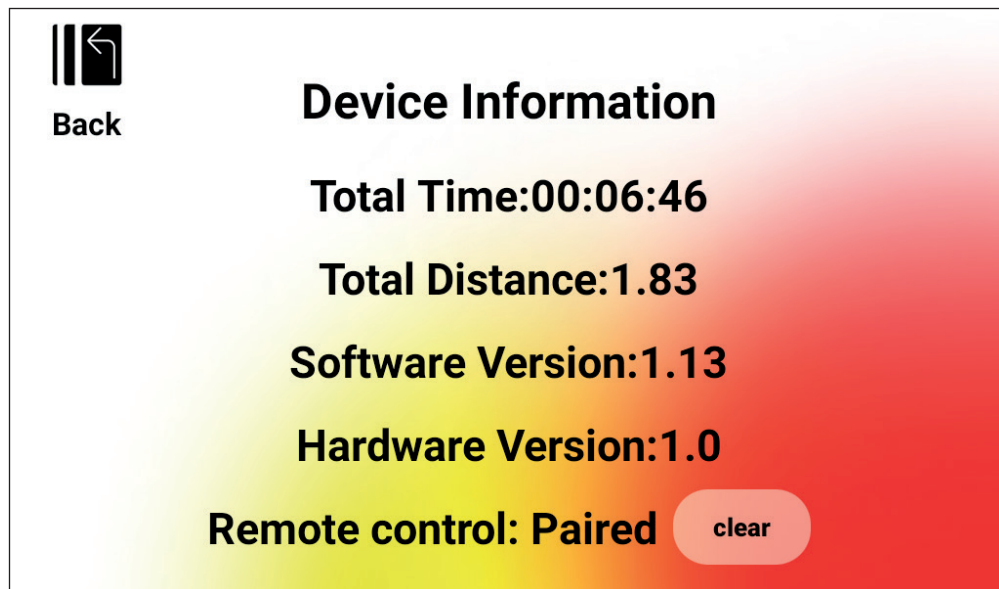 Back
Device Information
Total Time:00:06:46
Total Distance:1.83
Software Version:1.13
Hardware Version:1.0
Remote control: Paired clear